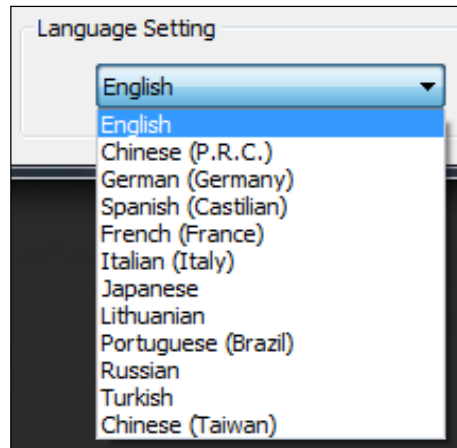 Language Setting
English
English
Chinese (P.R.C.)
German (Germany)
Spanish (Castilian)
French (France)
Italian (Italy)
Japanese
Lithuanian
Portuguese (Brazil)
Russian
Turkish
Chinese (Taiwan)